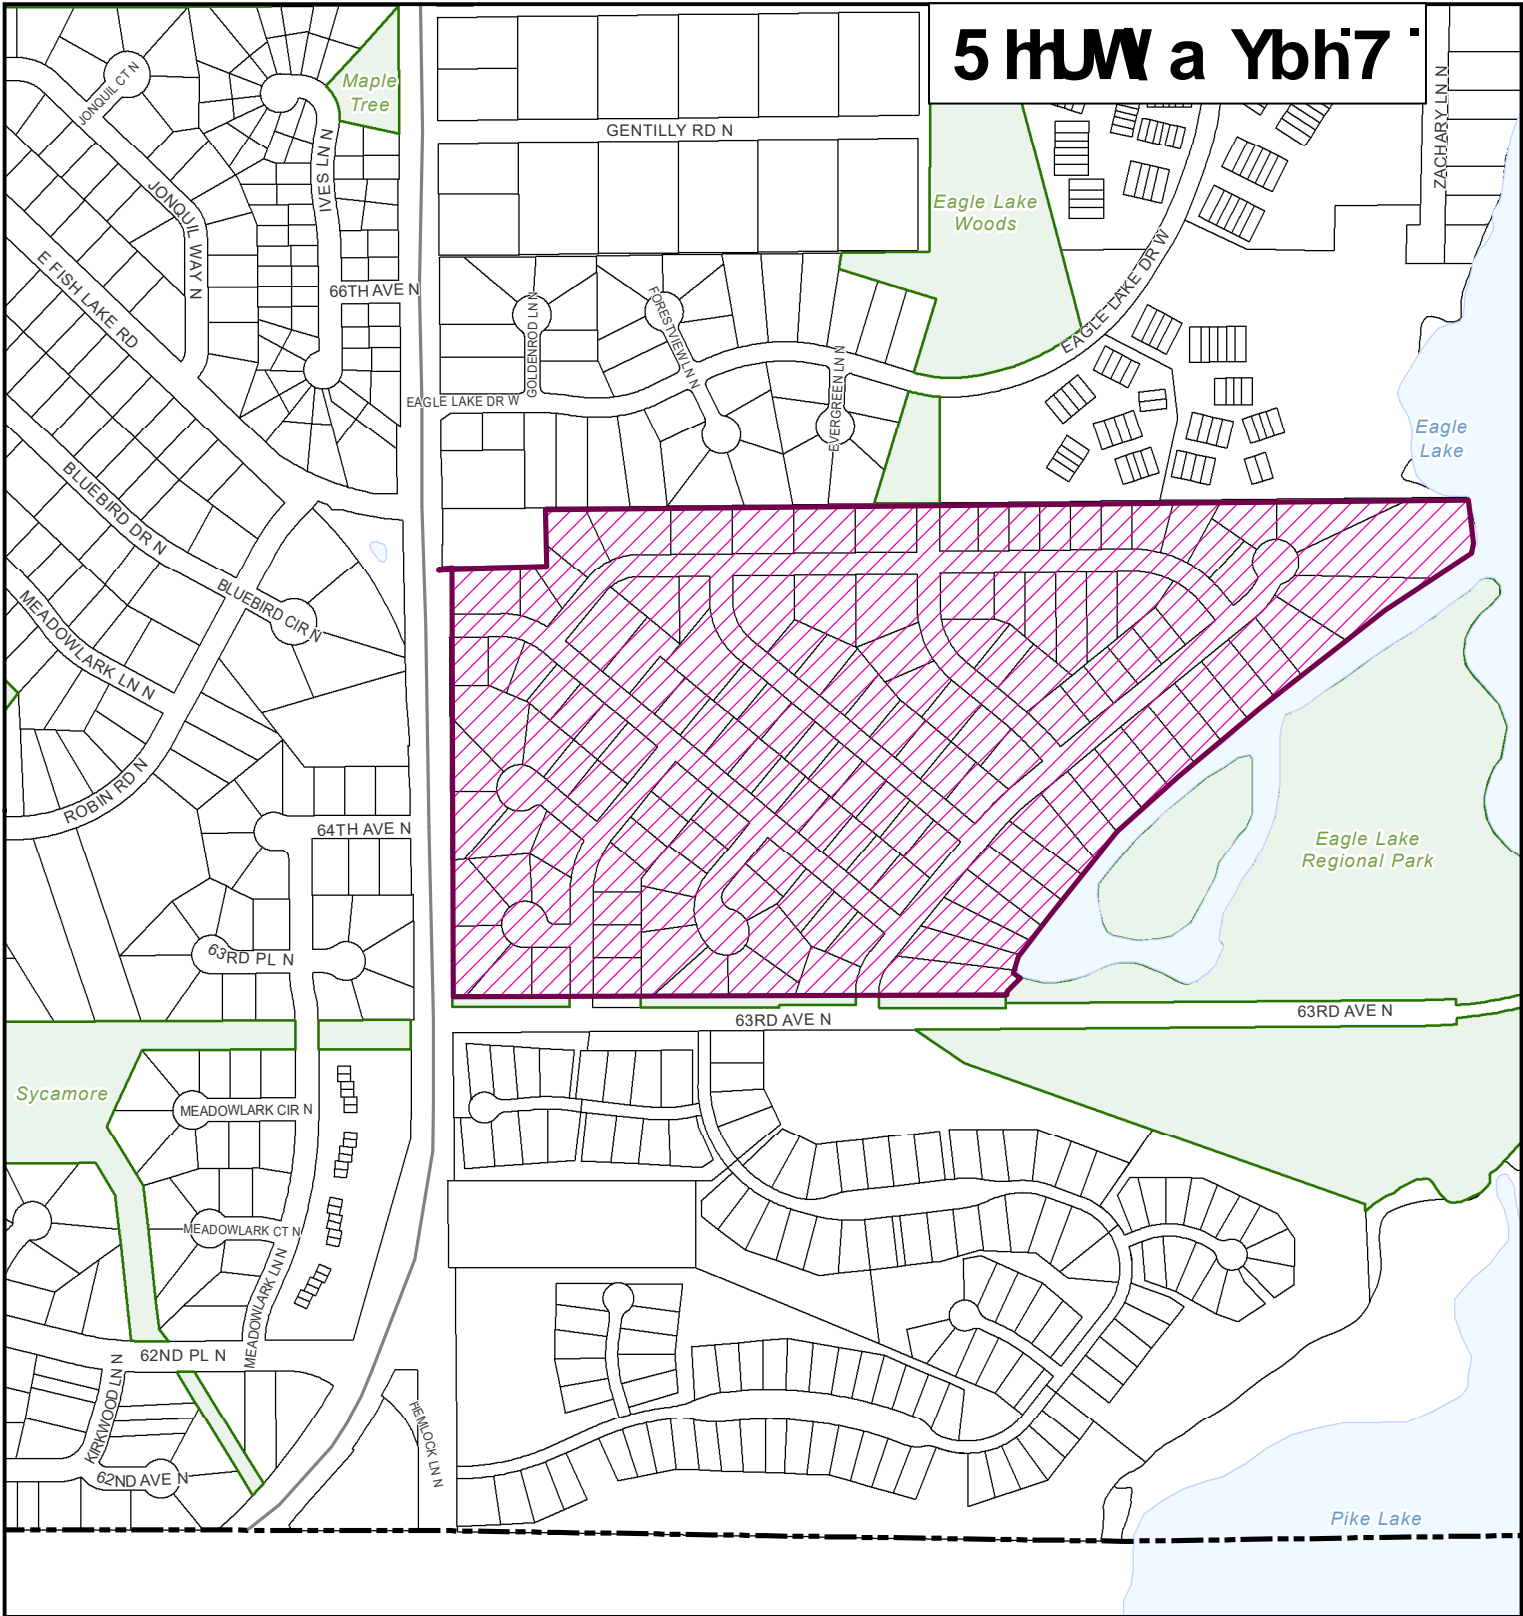 5 hhUW\ a Ybh'7
JONQUIL CT N
Maple
Tree
IVES LN N
GENTILLY RD N
ZACHARY LN N
JONQUIL WAY N
Eagle Lake
Woods
E FISH LAKE RD
66TH AVE N
GOLDENROD LN N
FORESTVIEW LN N
EAGLE LAKE DR W
EVERGREEN LN N
EAGLE LAKE DR W
Eagle
Lake
BLUEBIRD DR N
BLUEBIRD CIR N
MEADOWLARK LN N
ROBIN RD N
64TH AVE N
Eagle Lake
Regional Park
63RD PL N
63RD AVE N
63RD AVE N
Sycamore
MEADOWLARK CIR N
MEADOWLARK CT N
MEADOWLARK LN N
62ND PL N
KIRKWOOD LN N
HEMLOCK LN N
62ND AVE N
Pike Lake